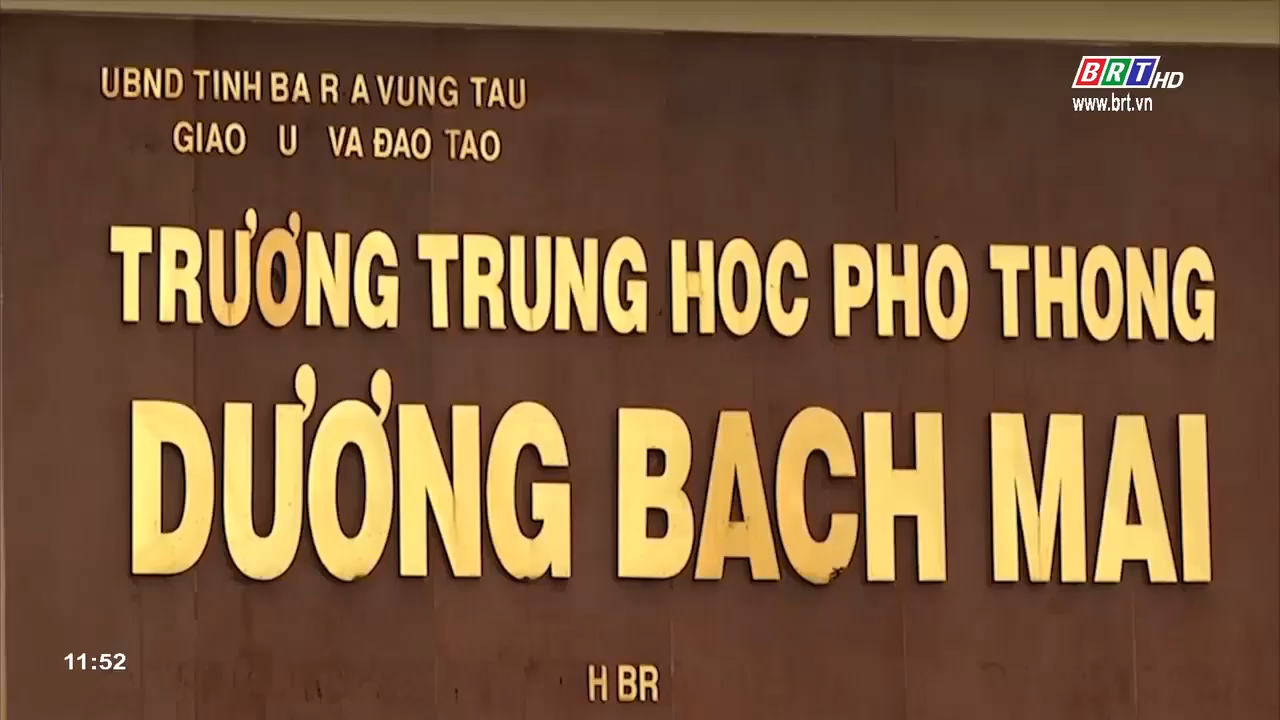 BRT HD
www.brt.vn
UBND TINH BA R A VUNG TAU
GIAO U VA ĐAO TAO
TRƯƠNG TRUNG HOC PHO THONG
DƯƠNG BACH MAI
11:52
H BR